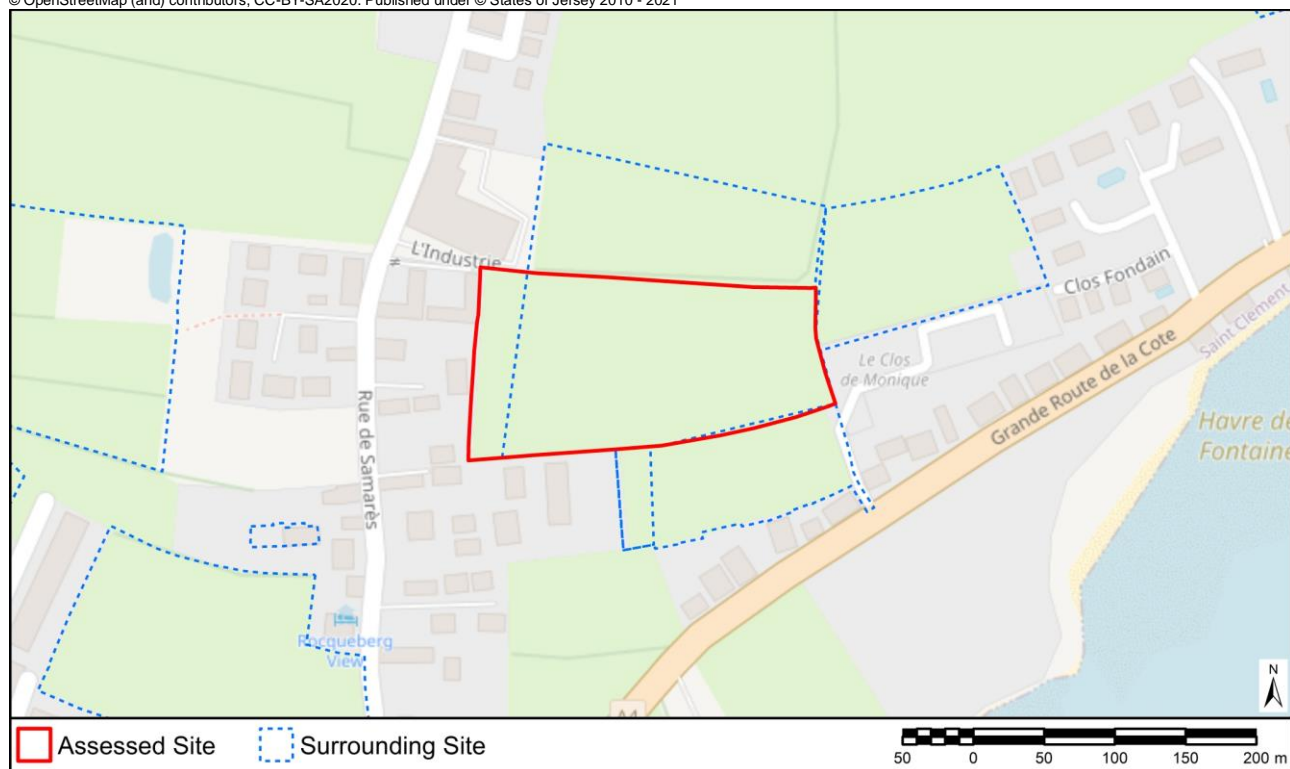 © OpenStreetMap (and) contributors, CC-BY-SA2020. Published under © States of Jersey 2010 - 2021
L'Industrie
Clos Fondain
Saint Clement
Le Clos
de Monique
Grande Route de la Cote
Havre de
Fontaine
Rue de Samarès
Rocqueberg
View
A4
N
Assessed Site
Surrounding Site
50 0 50 100 150 200 m